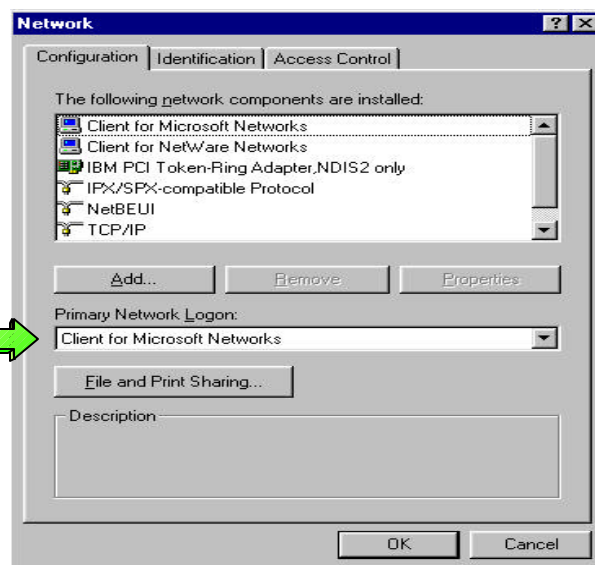 Network
Configuration Identification Access Control
The following network components are installed:
Client for Microsoft Networks
Client for NetWare Networks
IBM PCI Token-Ring Adapter,NDIS2 only
IPX/SPX-compatible Protocol
NetBEUI
TCP/IP
Add... Remove Properties
Primary Network Logon:
Client for Microsoft Networks
File and Print Sharing...
Description
OK Cancel